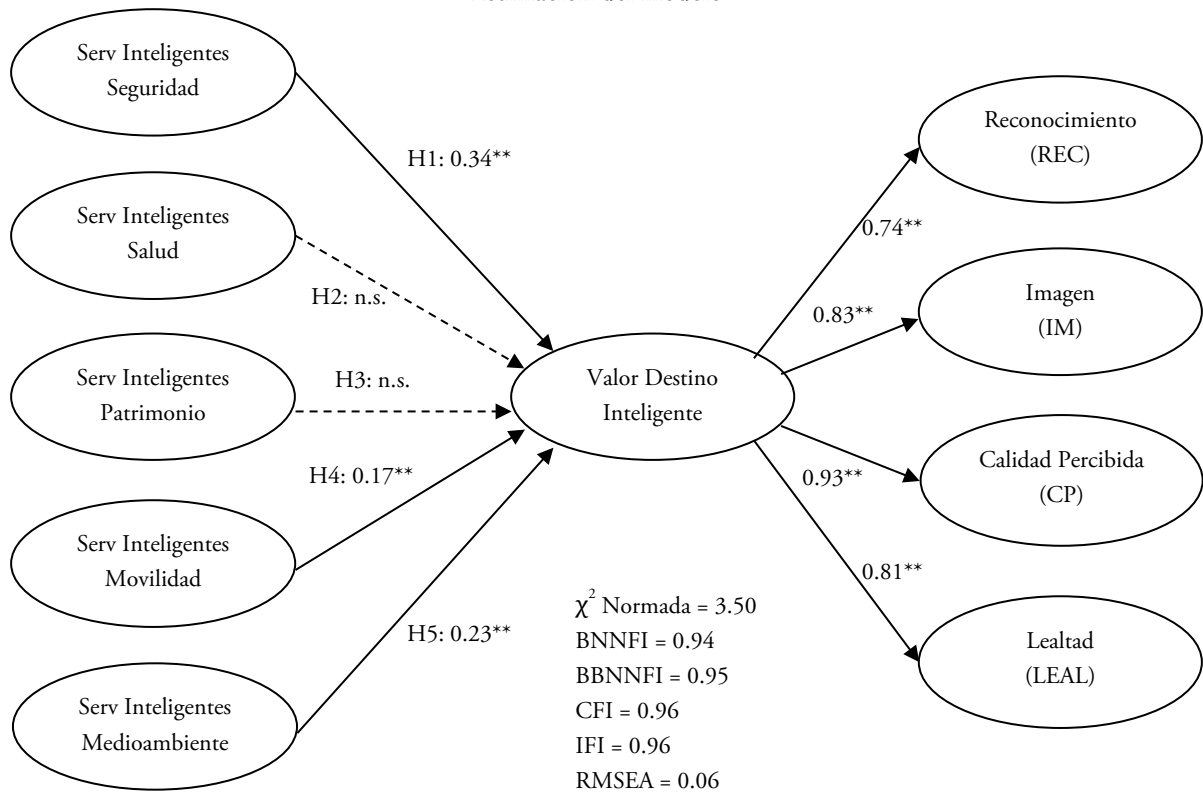 Serv Inteligentes
Seguridad
H1: 0.34**
Serv Inteligentes
Salud
H2: n.s.
Serv Inteligentes
Patrimonio
H3: n.s.
Serv Inteligentes
Movilidad
H4: 0.17**
Serv Inteligentes
Medioambiente
H5: 0.23**
Valor Destino
Inteligente
0.74**
Reconocimiento
(REC)
0.83**
Imagen
(IM)
0.93**
Calidad Percibida
(CP)
0.81**
Lealtad
(LEAL)
χ² Normada = 3.50
BNNFI = 0.94
BBNNFI = 0.95
CFI = 0.96
IFI = 0.96
RMSEA = 0.06